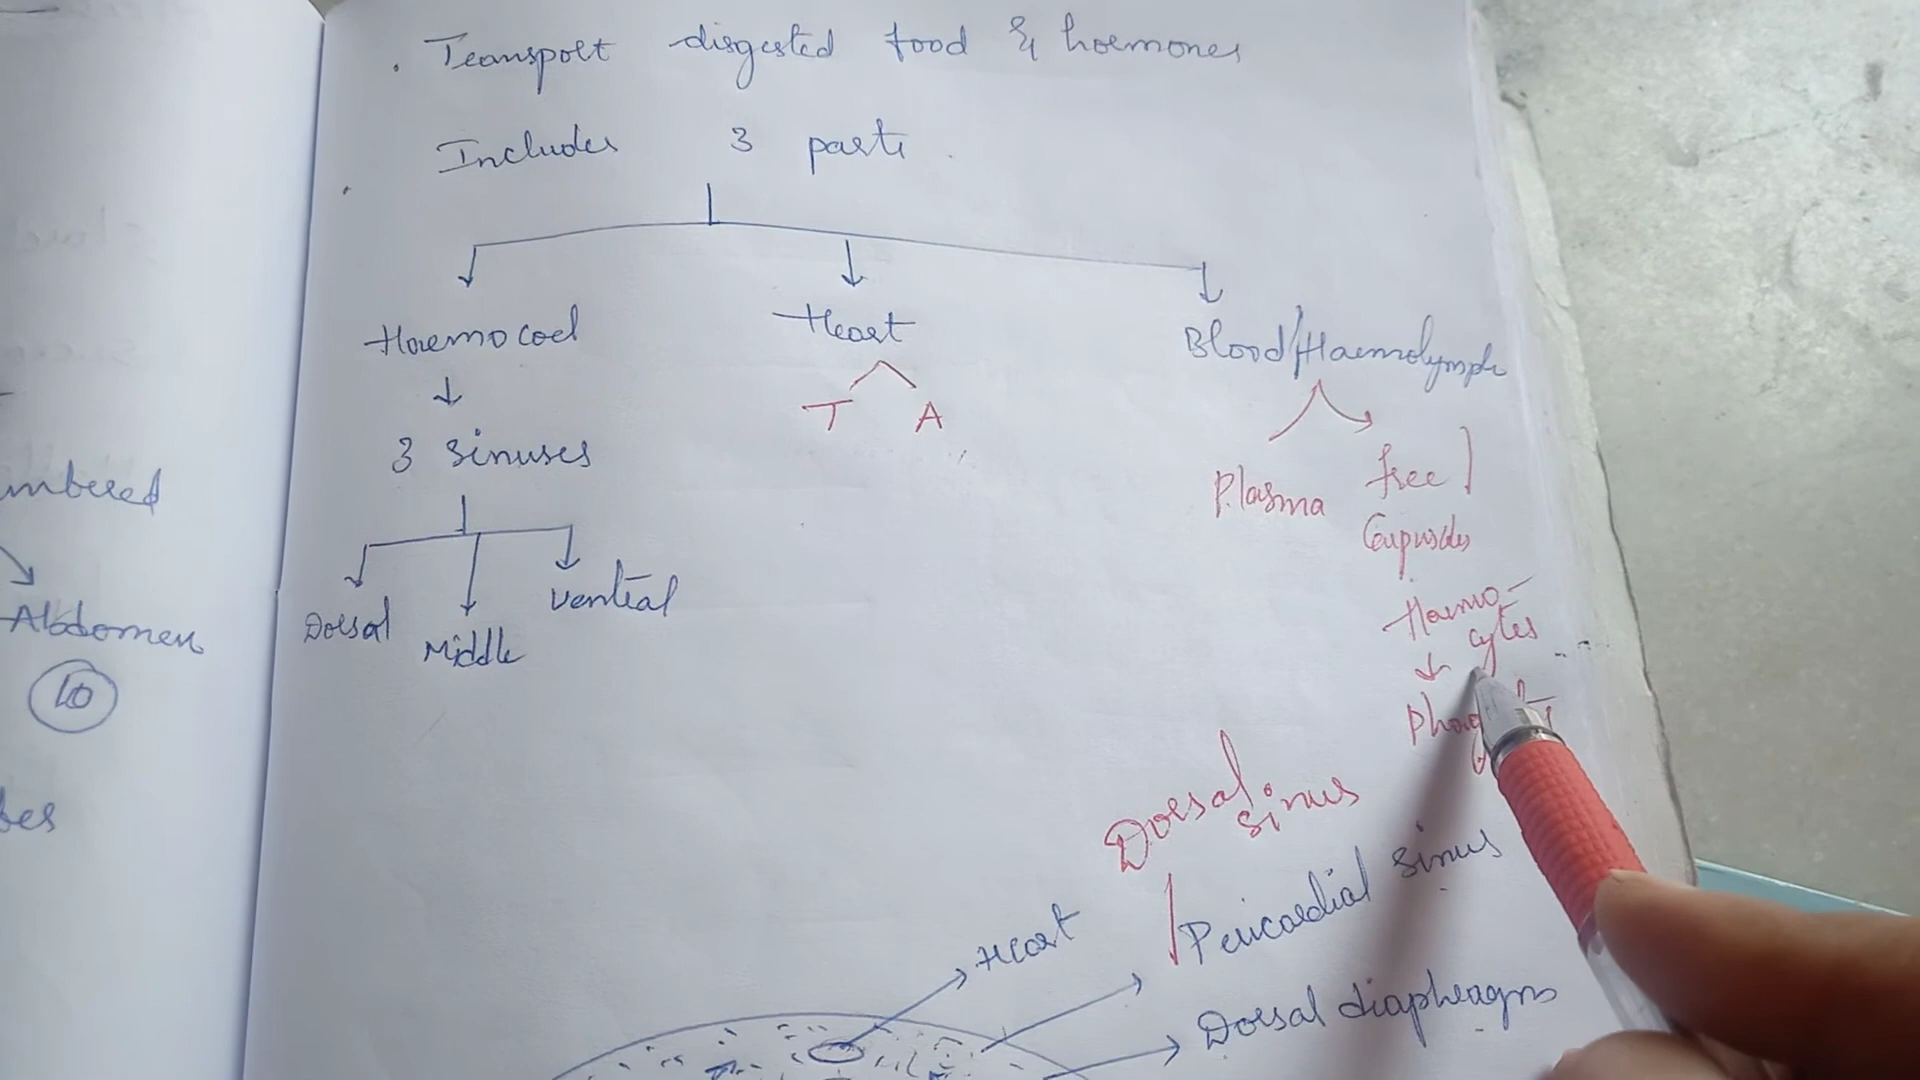 . Transport disgested food & hormones
Includes 3 parts
Haemocoel
Heart
Blood/Haemolymph
T A
3 sinuses
Plasma
free
Corpuscles
Dorsal
Middle
ventral
Haemo-
cytes
Dorsal
sinus
Pericardial sinus
Heart
Dorsal diaphragm
Abdomen
10